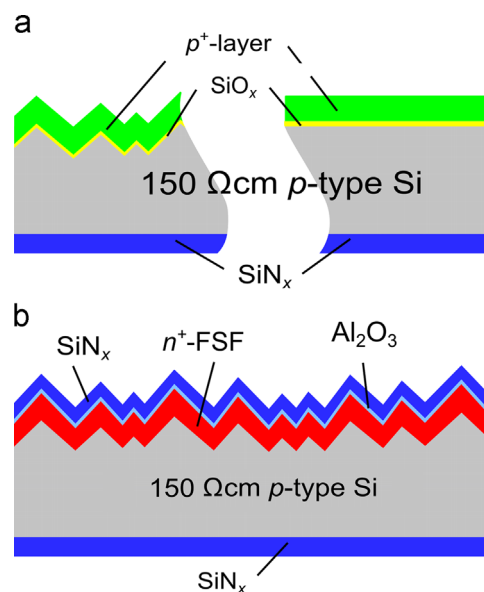 a
p⁺-layer
SiOₓ
150 Ωcm p-type Si
SiNₓ
b
SiNₓ n⁺-FSF Al₂O₃
150 Ωcm p-type Si
SiNₓ